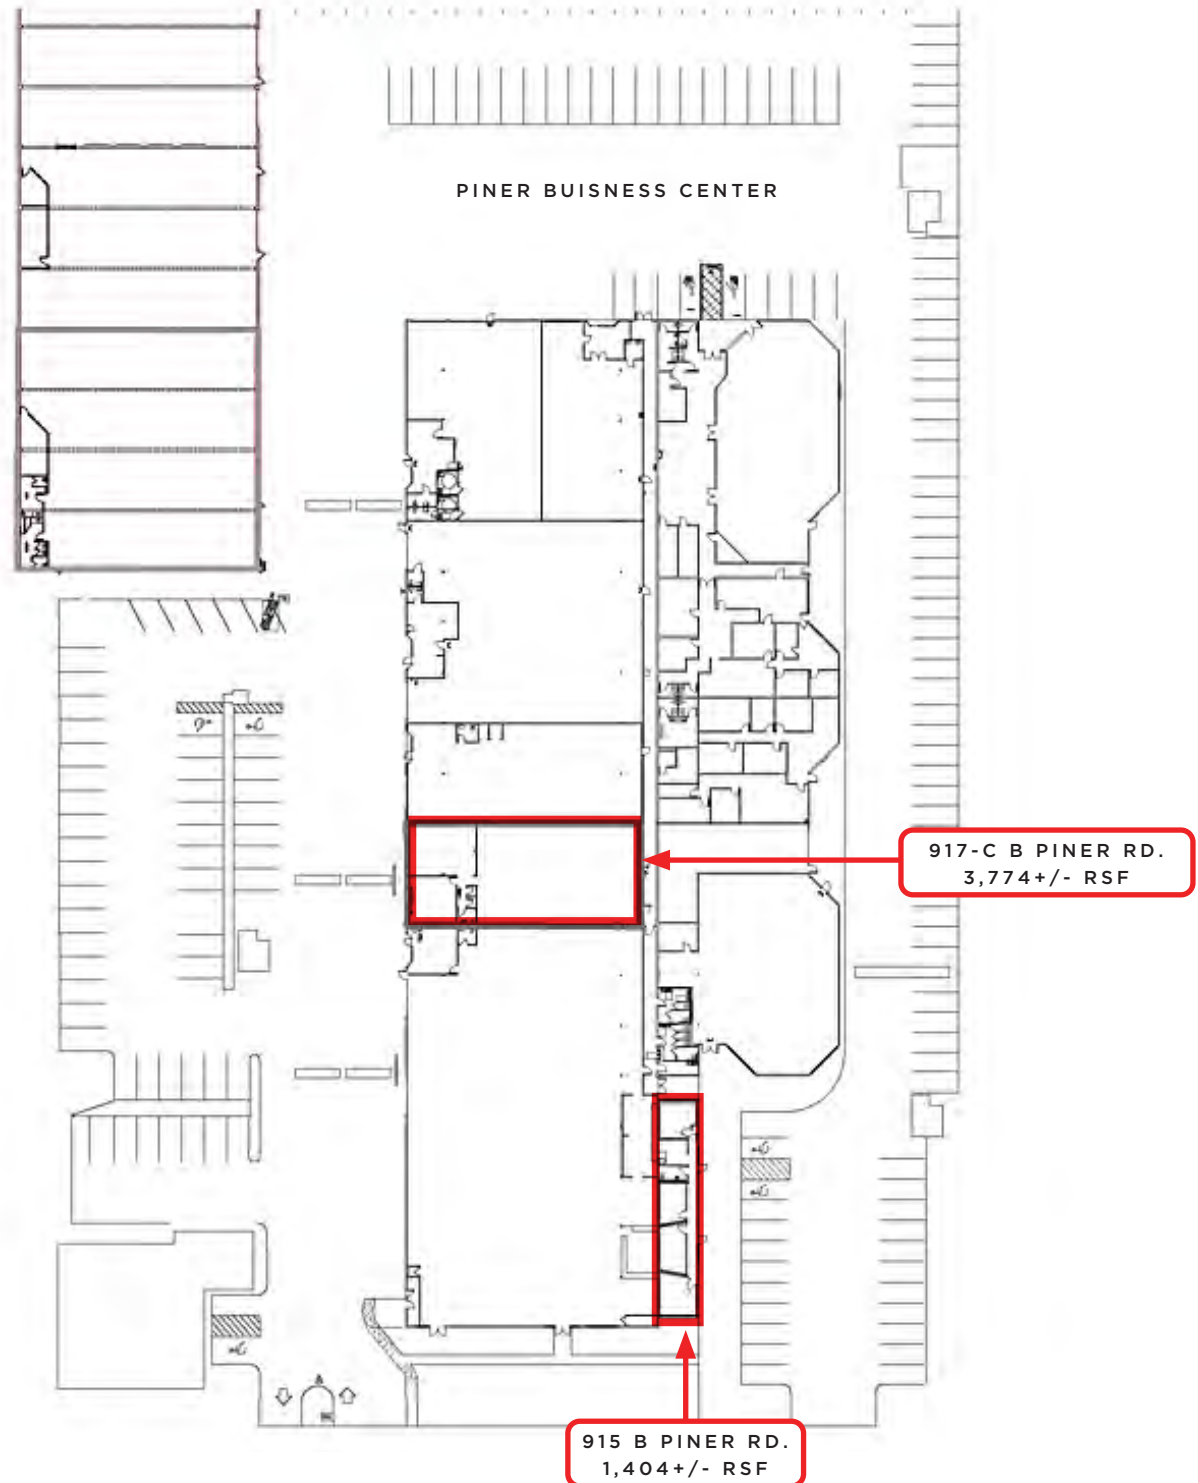 PINER BUISNESS CENTER
917-C B PINER RD.
3,774+/- RSF
915 B PINER RD.
1,404+/- RSF